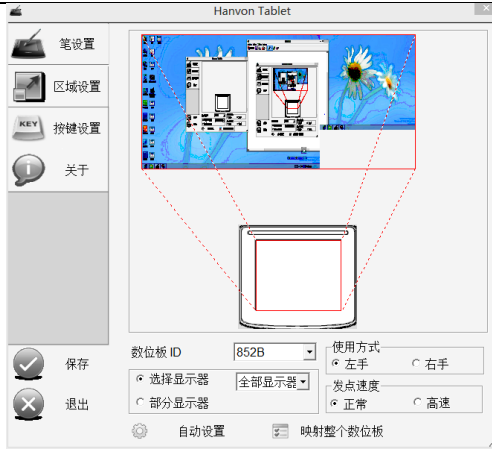 Hanvon Tablet
笔设置
区域设置
KEY 按键设置
关于
保存
退出
数位板 ID 852B
选择显示器 全部显示器
部分显示器
使用方式
左手 右手
发点速度
正常 高速
自动设置 映射整个数位板